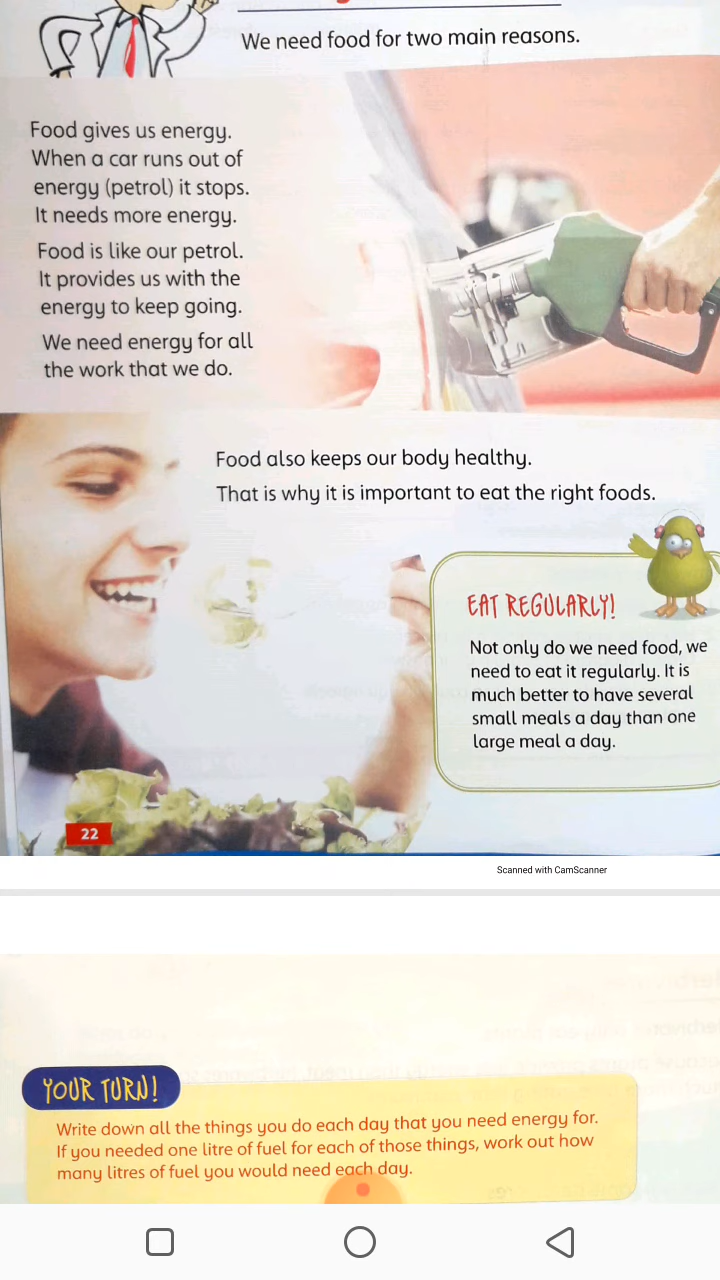 We need food for two main reasons.
Food gives us energy.
When a car runs out of
energy (petrol) it stops.
It needs more energy.
Food is like our petrol.
It provides us with the
energy to keep going.
We need energy for all
the work that we do.
Food also keeps our body healthy.
That is why it is important to eat the right foods.
EAT REGULARLY!
Not only do we need food, we
need to eat it regularly. It is
much better to have several
small meals a day than one
large meal a day.
22
Scanned with CamScanner
YOUR TURN!
Write down all the things you do each day that you need energy for.
If you needed one litre of fuel for each of those things, work out how
many litres of fuel you would need each day.